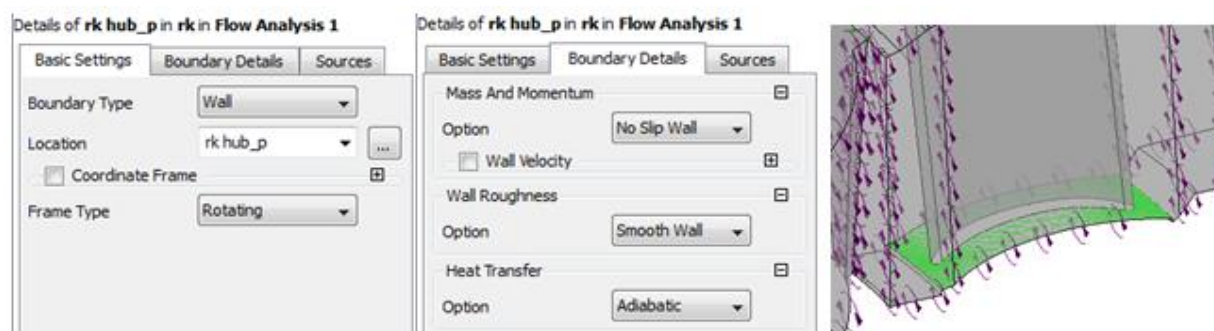 Details of rk hub_p in rk in Flow Analysis 1
Basic Settings Boundary Details Sources
Boundary Type Wall
Location rk hub_p ...
Coordinate Frame
Frame Type Rotating
Details of rk hub_p in rk in Flow Analysis 1
Basic Settings Boundary Details Sources
Mass And Momentum
Option No Slip Wall
Wall Velocity
Wall Roughness
Option Smooth Wall
Heat Transfer
Option Adiabatic